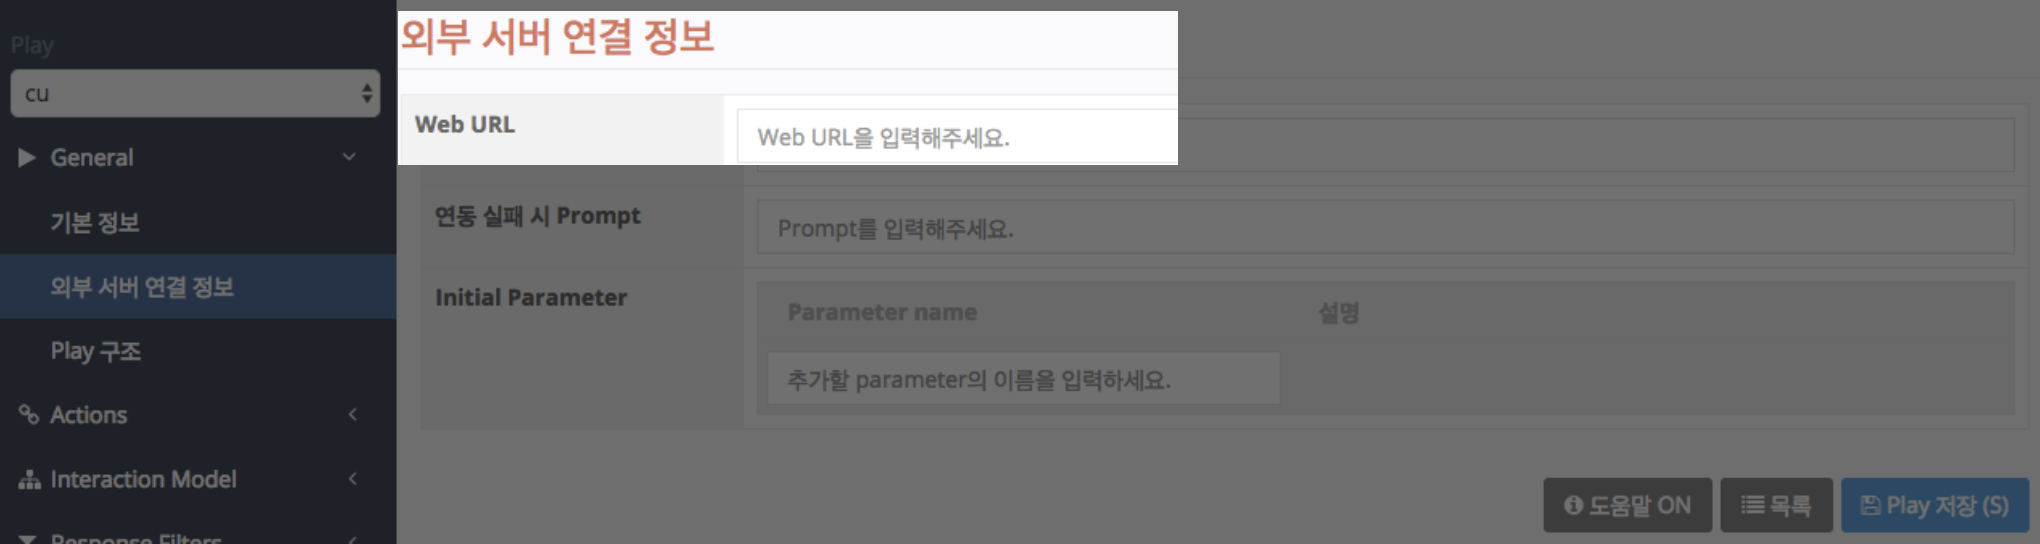 Play
cu
General
기본 정보
외부 서버 연결 정보
Play 구조
Actions
Interaction Model
Response Filters
외부 서버 연결 정보
Web URL
Web URL을 입력해주세요.
연동 실패 시 Prompt
Prompt를 입력해주세요.
Initial Parameter
Parameter name
설명
추가할 parameter의 이름을 입력하세요.
도움말 ON
목록
Play 저장 (S)